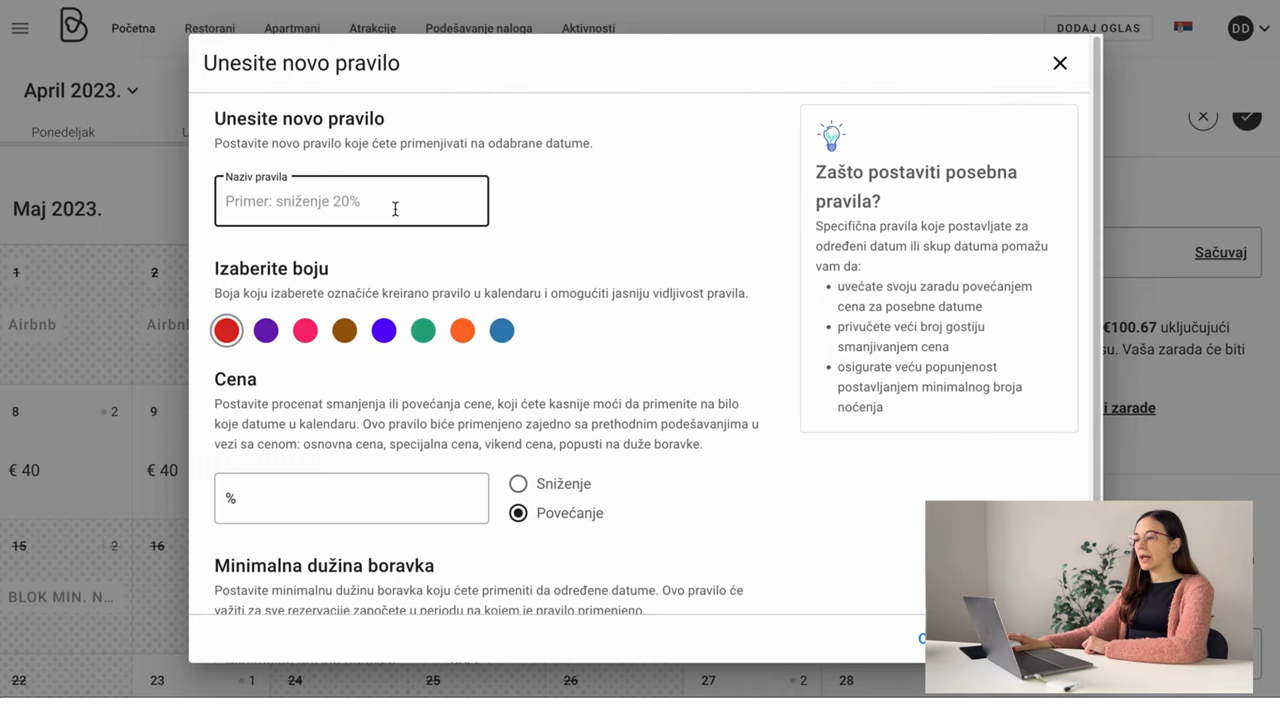 Početna
Restorani
Apartmani
Atrakcije
Podešavanje naloga
Aktivnosti
DODAJ OGLAS
DD
April 2023.
Ponedeljak
U
Maj 2023.
Unesite novo pravilo
Unesite novo pravilo
Postavite novo pravilo koje ćete primenjivati na odabrane datume.
Naziv pravila
Primer: sniženje 20%
Izaberite boju
Boja koju izaberete označiće kreirano pravilo u kalendaru i omogućiti jasniju vidljivost pravila.
Cena
Postavite procenat smanjenja ili povećanja cene, koji ćete kasnije moći da primenite na bilo
koje datume u kalendaru. Ovo pravilo biće primenjeno zajedno sa prethodnim podešavanjima u
vezi sa cenom: osnovna cena, specijalna cena, vikend cena, popusti na duže boravke.
%
Sniženje
Povećanje
Minimalna dužina boravka
Postavite minimalnu dužinu boravka koju ćete primeniti da određene datume. Ovo pravilo će
važiti za sve rezervacije započete u periodu na kojem je pravilo primenjeno.
Zašto postaviti posebna
pravila?
Specifična pravila koje postavljate za
određeni datum ili skup datuma pomažu
vam da:
uvećate svoju zaradu povećanjem
cena za posebne datume
privučete veći broj gostiju
smanjivanjem cena
osigurate veću popunjenost
postavljanjem minimalnog broja
noćenja
Sačuvaj
€100.67 uključujući
su. Vaša zarada će biti
i zarade
1
2
Airbnb
Airbnb
8
2
9
€ 40
€ 40
15
2
16
BLOK MIN. N...
22
23
1
24
25
26
27
2
28